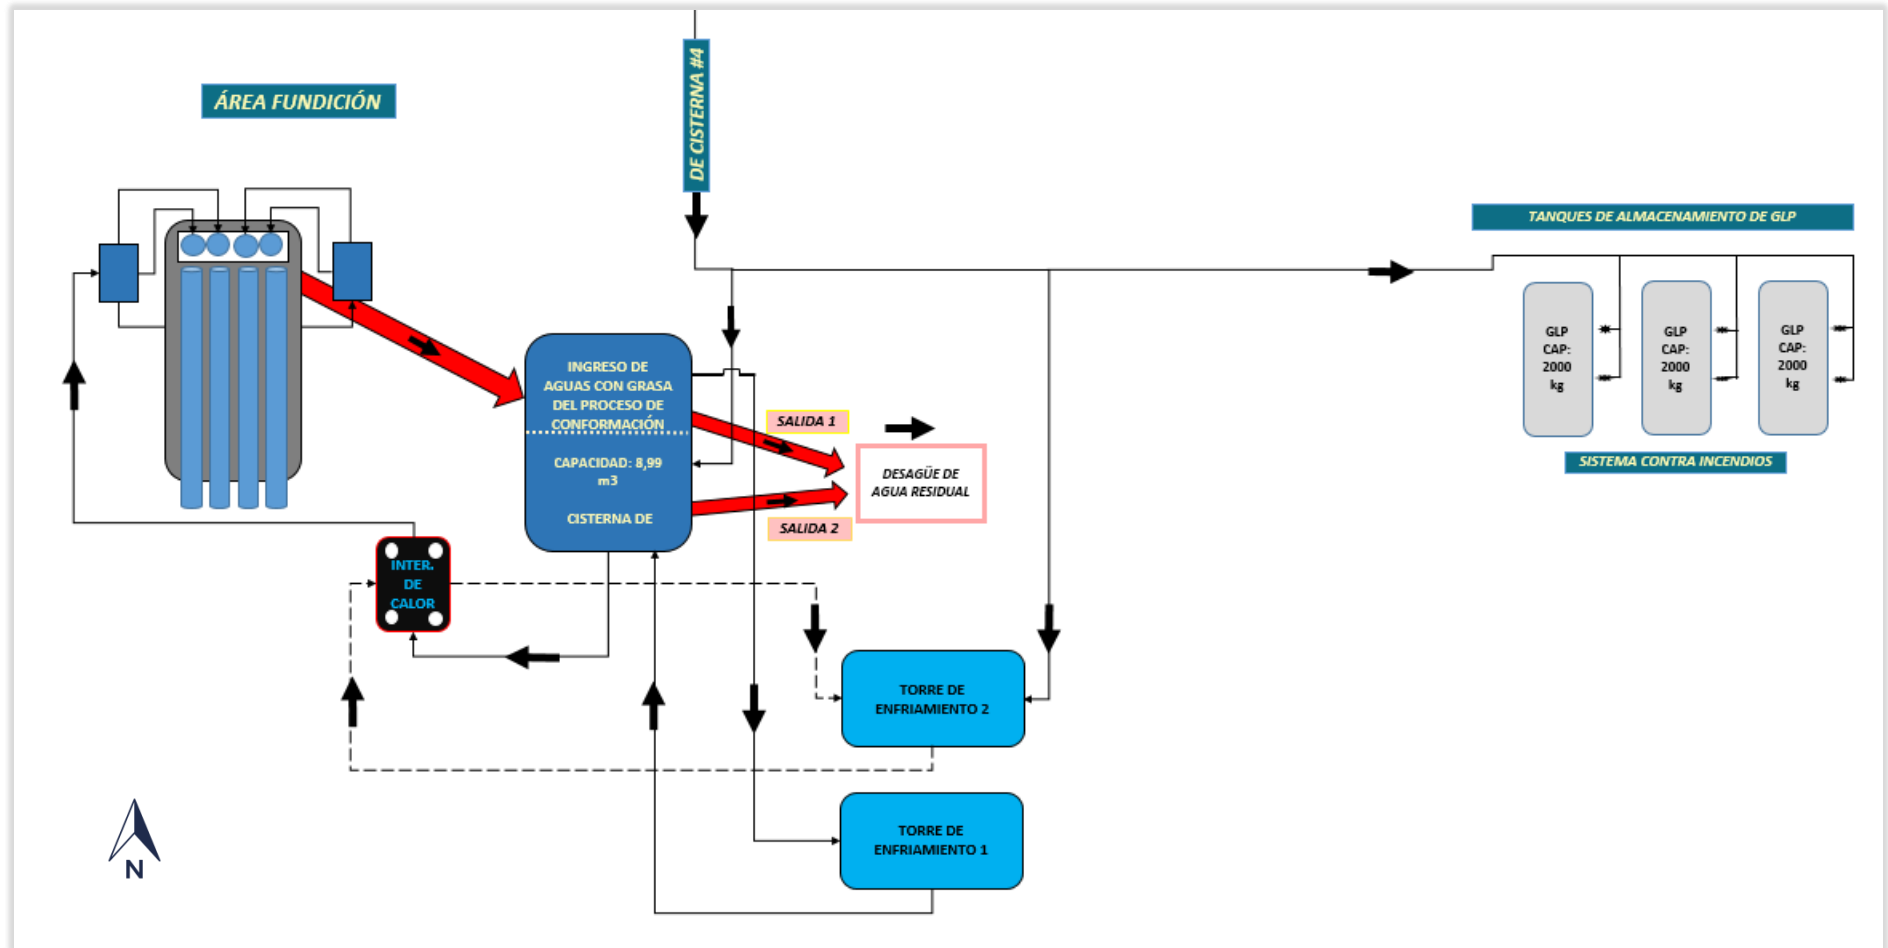 DE CISTERNA #4
ÁREA FUNDICIÓN
TANQUES DE ALMACENAMIENTO DE GLP
GLP
CAP:
2000
kg
GLP
CAP:
2000
kg
GLP
CAP:
2000
kg
SISTEMA CONTRA INCENDIOS
INGRESO DE
AGUAS CON GRASA
DEL PROCESO DE
CONFORMACIÓN
CAPACIDAD: 8,99
m3
CISTERNA DE
SALIDA 1
DESAGÜE DE
AGUA RESIDUAL
SALIDA 2
INTER.
DE
CALOR
TORRE DE
ENFRIAMIENTO 2
TORRE DE
ENFRIAMIENTO 1
N